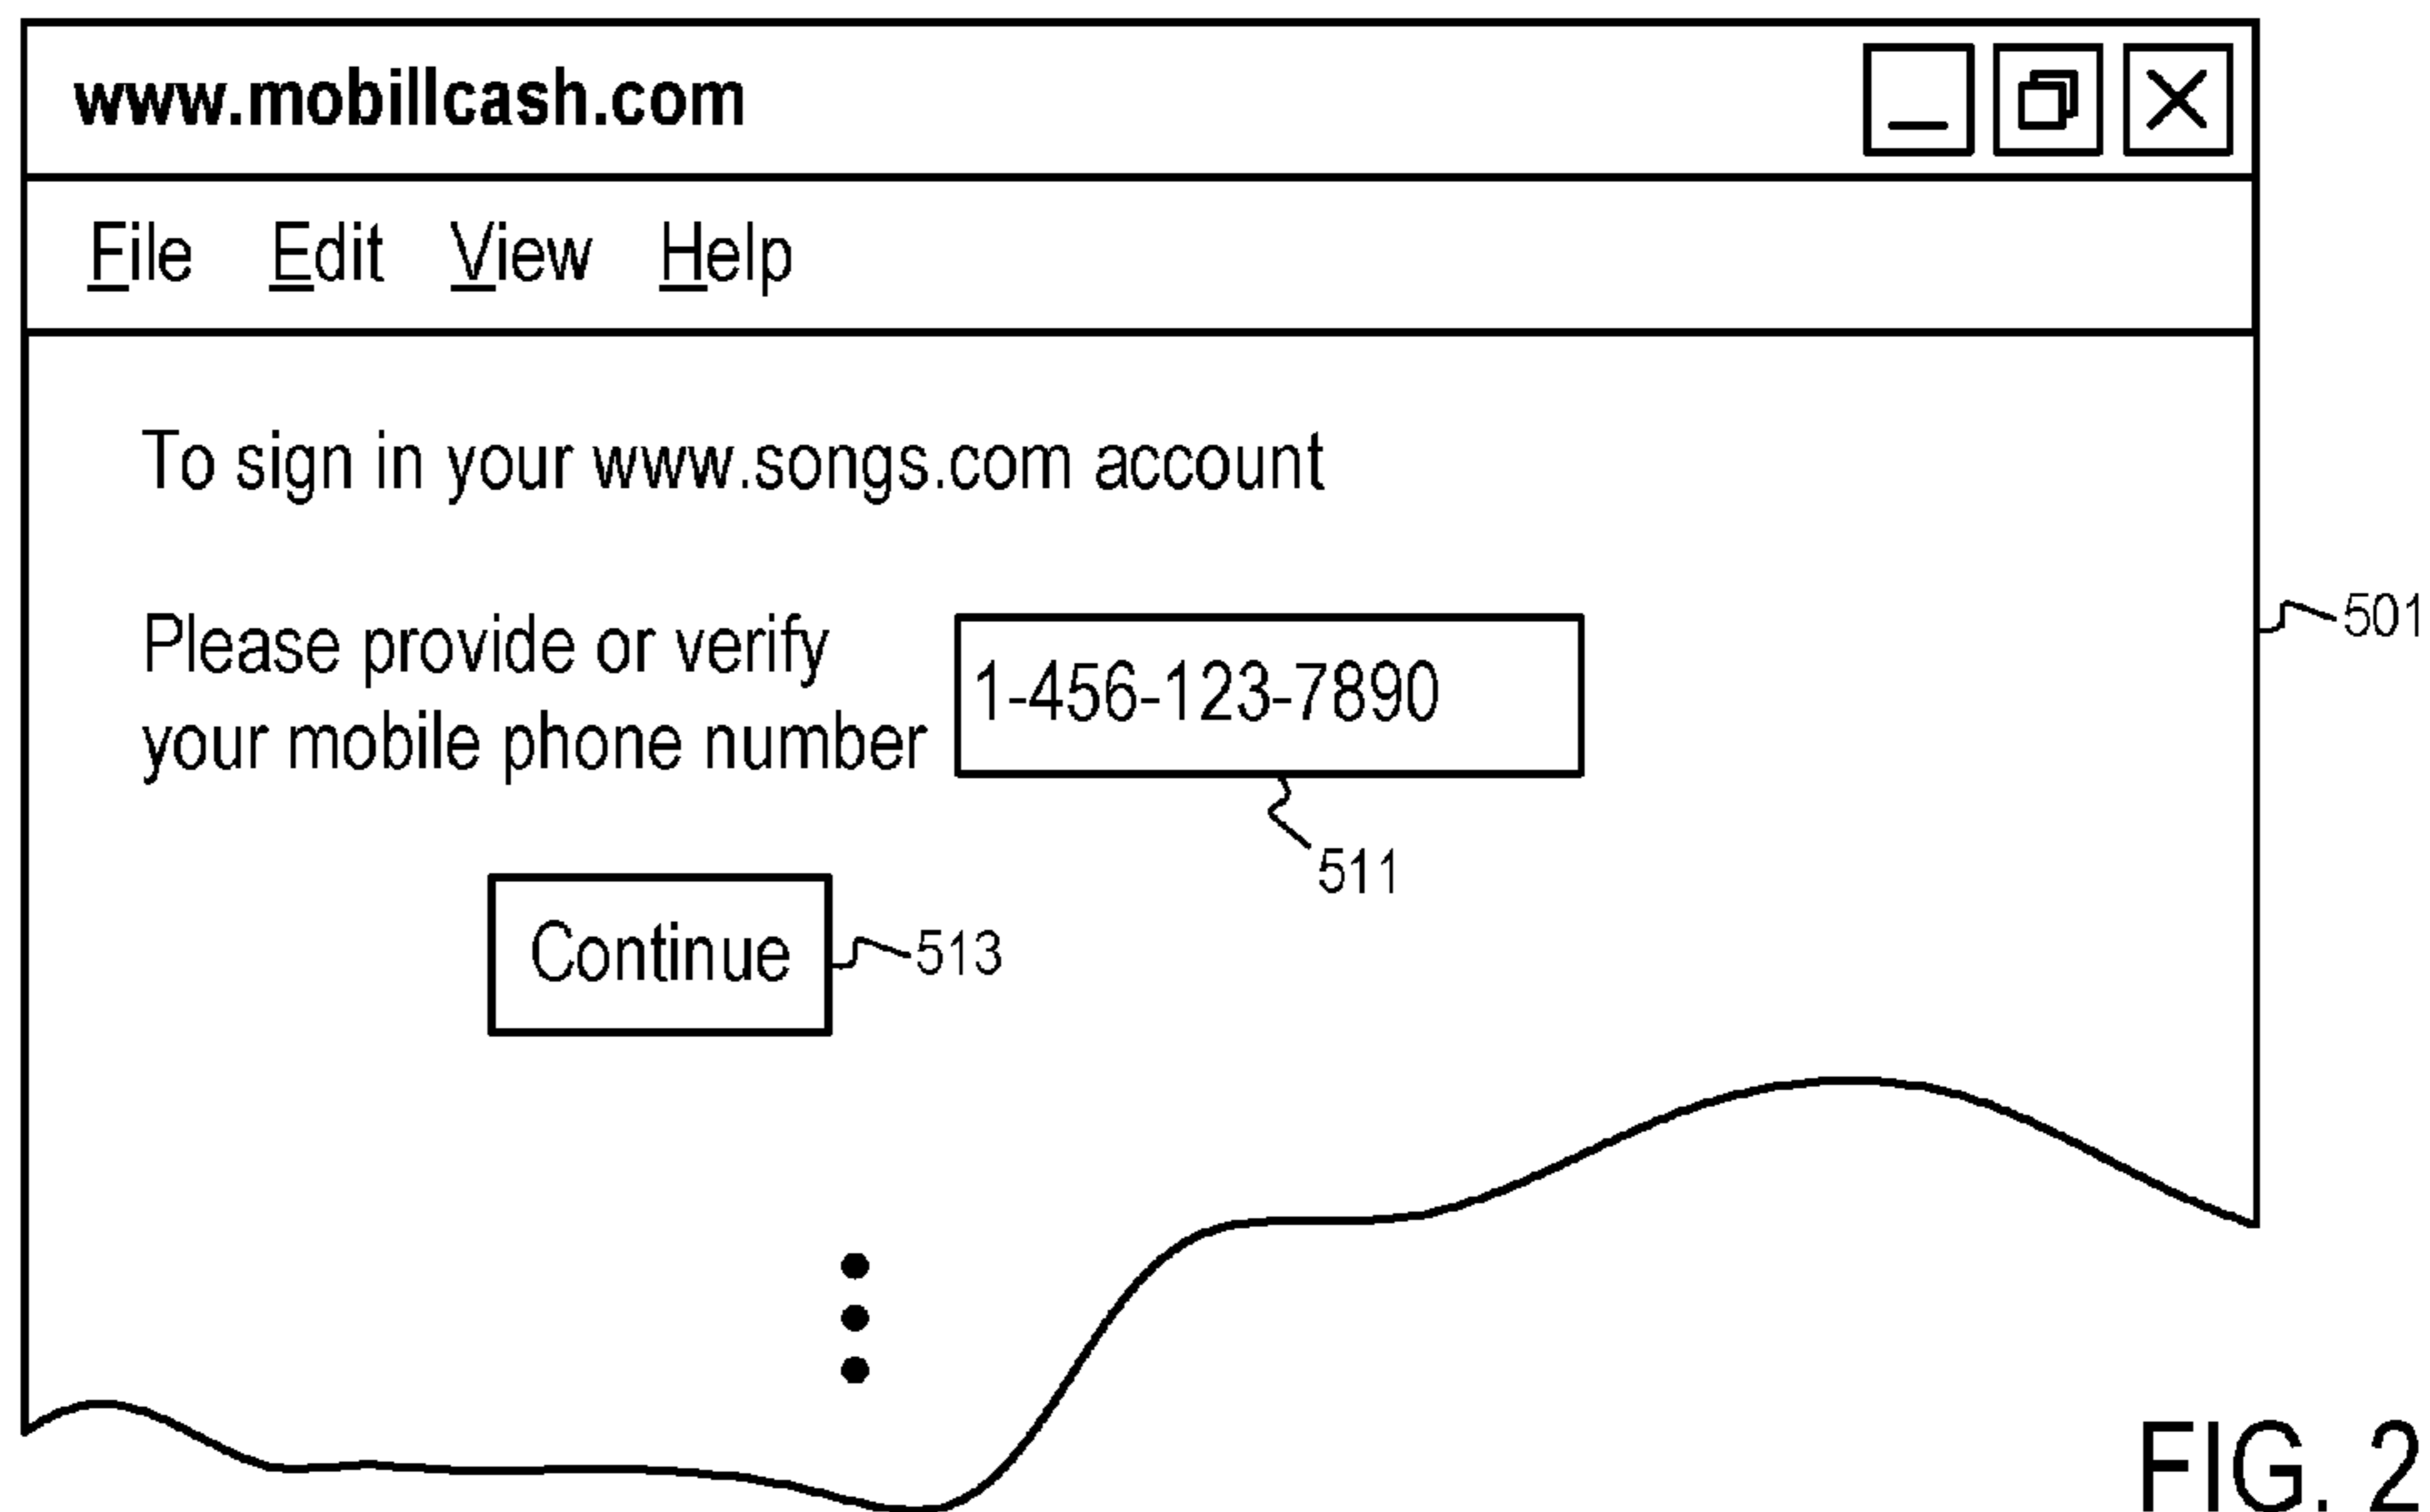 www.mobillcash.com
File Edit View Help
To sign in your www.songs.com account
Please provide or verify
your mobile phone number
1-456-123-7890
501
511
Continue
513
FIG. 2